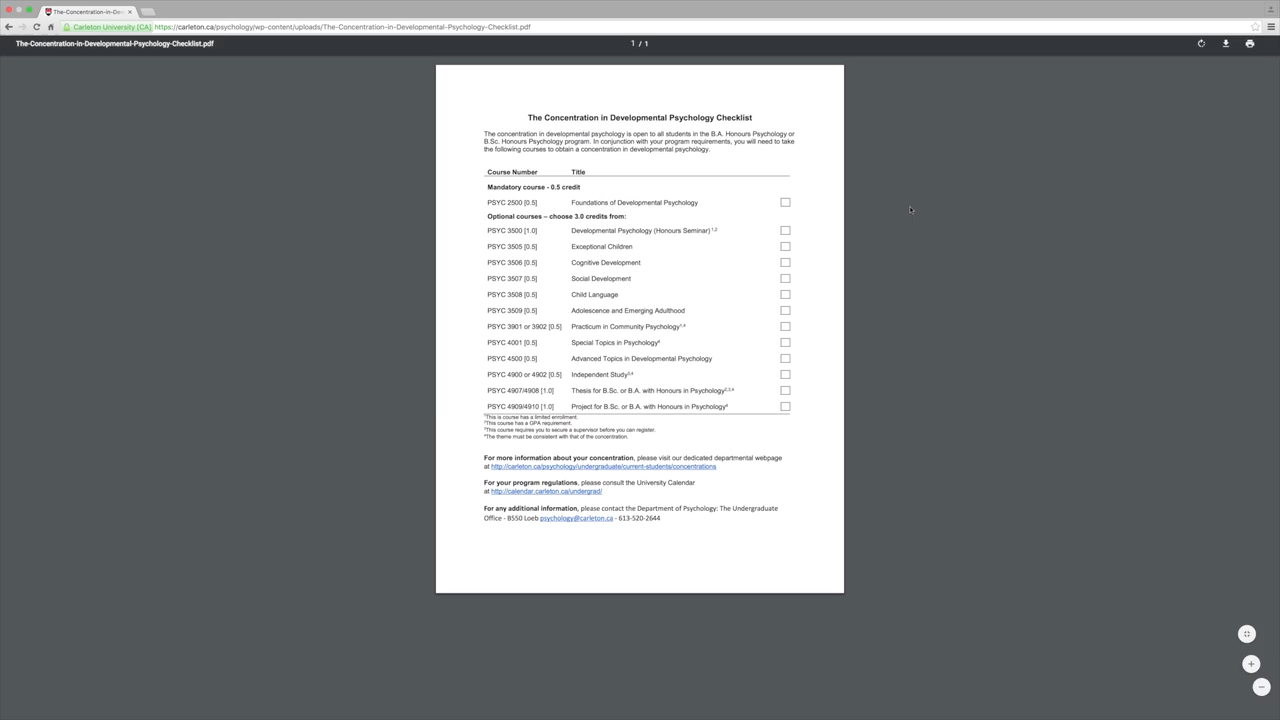 The-Concentration-in-De
Carleton University [CA] https://carleton.ca/psychology/wp-content/uploads/The-Concentration-in-Developmental-Psychology-Checklist.pdf
The-Concentration-in-Developmental-Psychology-Checklist.pdf 1 / 1
The Concentration in Developmental Psychology Checklist
The concentration in developmental psychology is open to all students in the B.A. Honours Psychology or
B.Sc. Honours Psychology program. In conjunction with your program requirements, you will need to take
the following courses to obtain a concentration in developmental psychology.
Course Number Title
Mandatory course - 0.5 credit
PSYC 2500 [0.5] Foundations of Developmental Psychology
Optional courses – choose 3.0 credits from:
PSYC 3500 [1.0] Developmental Psychology (Honours Seminar) 1,2
PSYC 3505 [0.5] Exceptional Children
PSYC 3506 [0.5] Cognitive Development
PSYC 3507 [0.5] Social Development
PSYC 3508 [0.5] Child Language
PSYC 3509 [0.5] Adolescence and Emerging Adulthood
PSYC 3901 or 3902 [0.5] Practicum in Community Psychology1,4
PSYC 4001 [0.5] Special Topics in Psychology4
PSYC 4500 [0.5] Advanced Topics in Developmental Psychology
PSYC 4900 or 4902 [0.5] Independent Study3,4
PSYC 4907/4908 [1.0] Thesis for B.Sc. or B.A. with Honours in Psychology2,3,4
PSYC 4909/4910 [1.0] Project for B.Sc. or B.A. with Honours in Psychology4
1This is course has a limited enrollment.
2This course has a GPA requirement.
3This course requires you to secure a supervisor before you can register.
4The theme must be consistent with that of the concentration.
For more information about your concentration, please visit our dedicated departmental webpage
at http://carleton.ca/psychology/undergraduate/current-students/concentrations
For your program regulations, please consult the University Calendar
at http://calendar.carleton.ca/undergrad/
For any additional information, please contact the Department of Psychology: The Undergraduate
Office - B550 Loeb psychology@carleton.ca - 613-520-2644